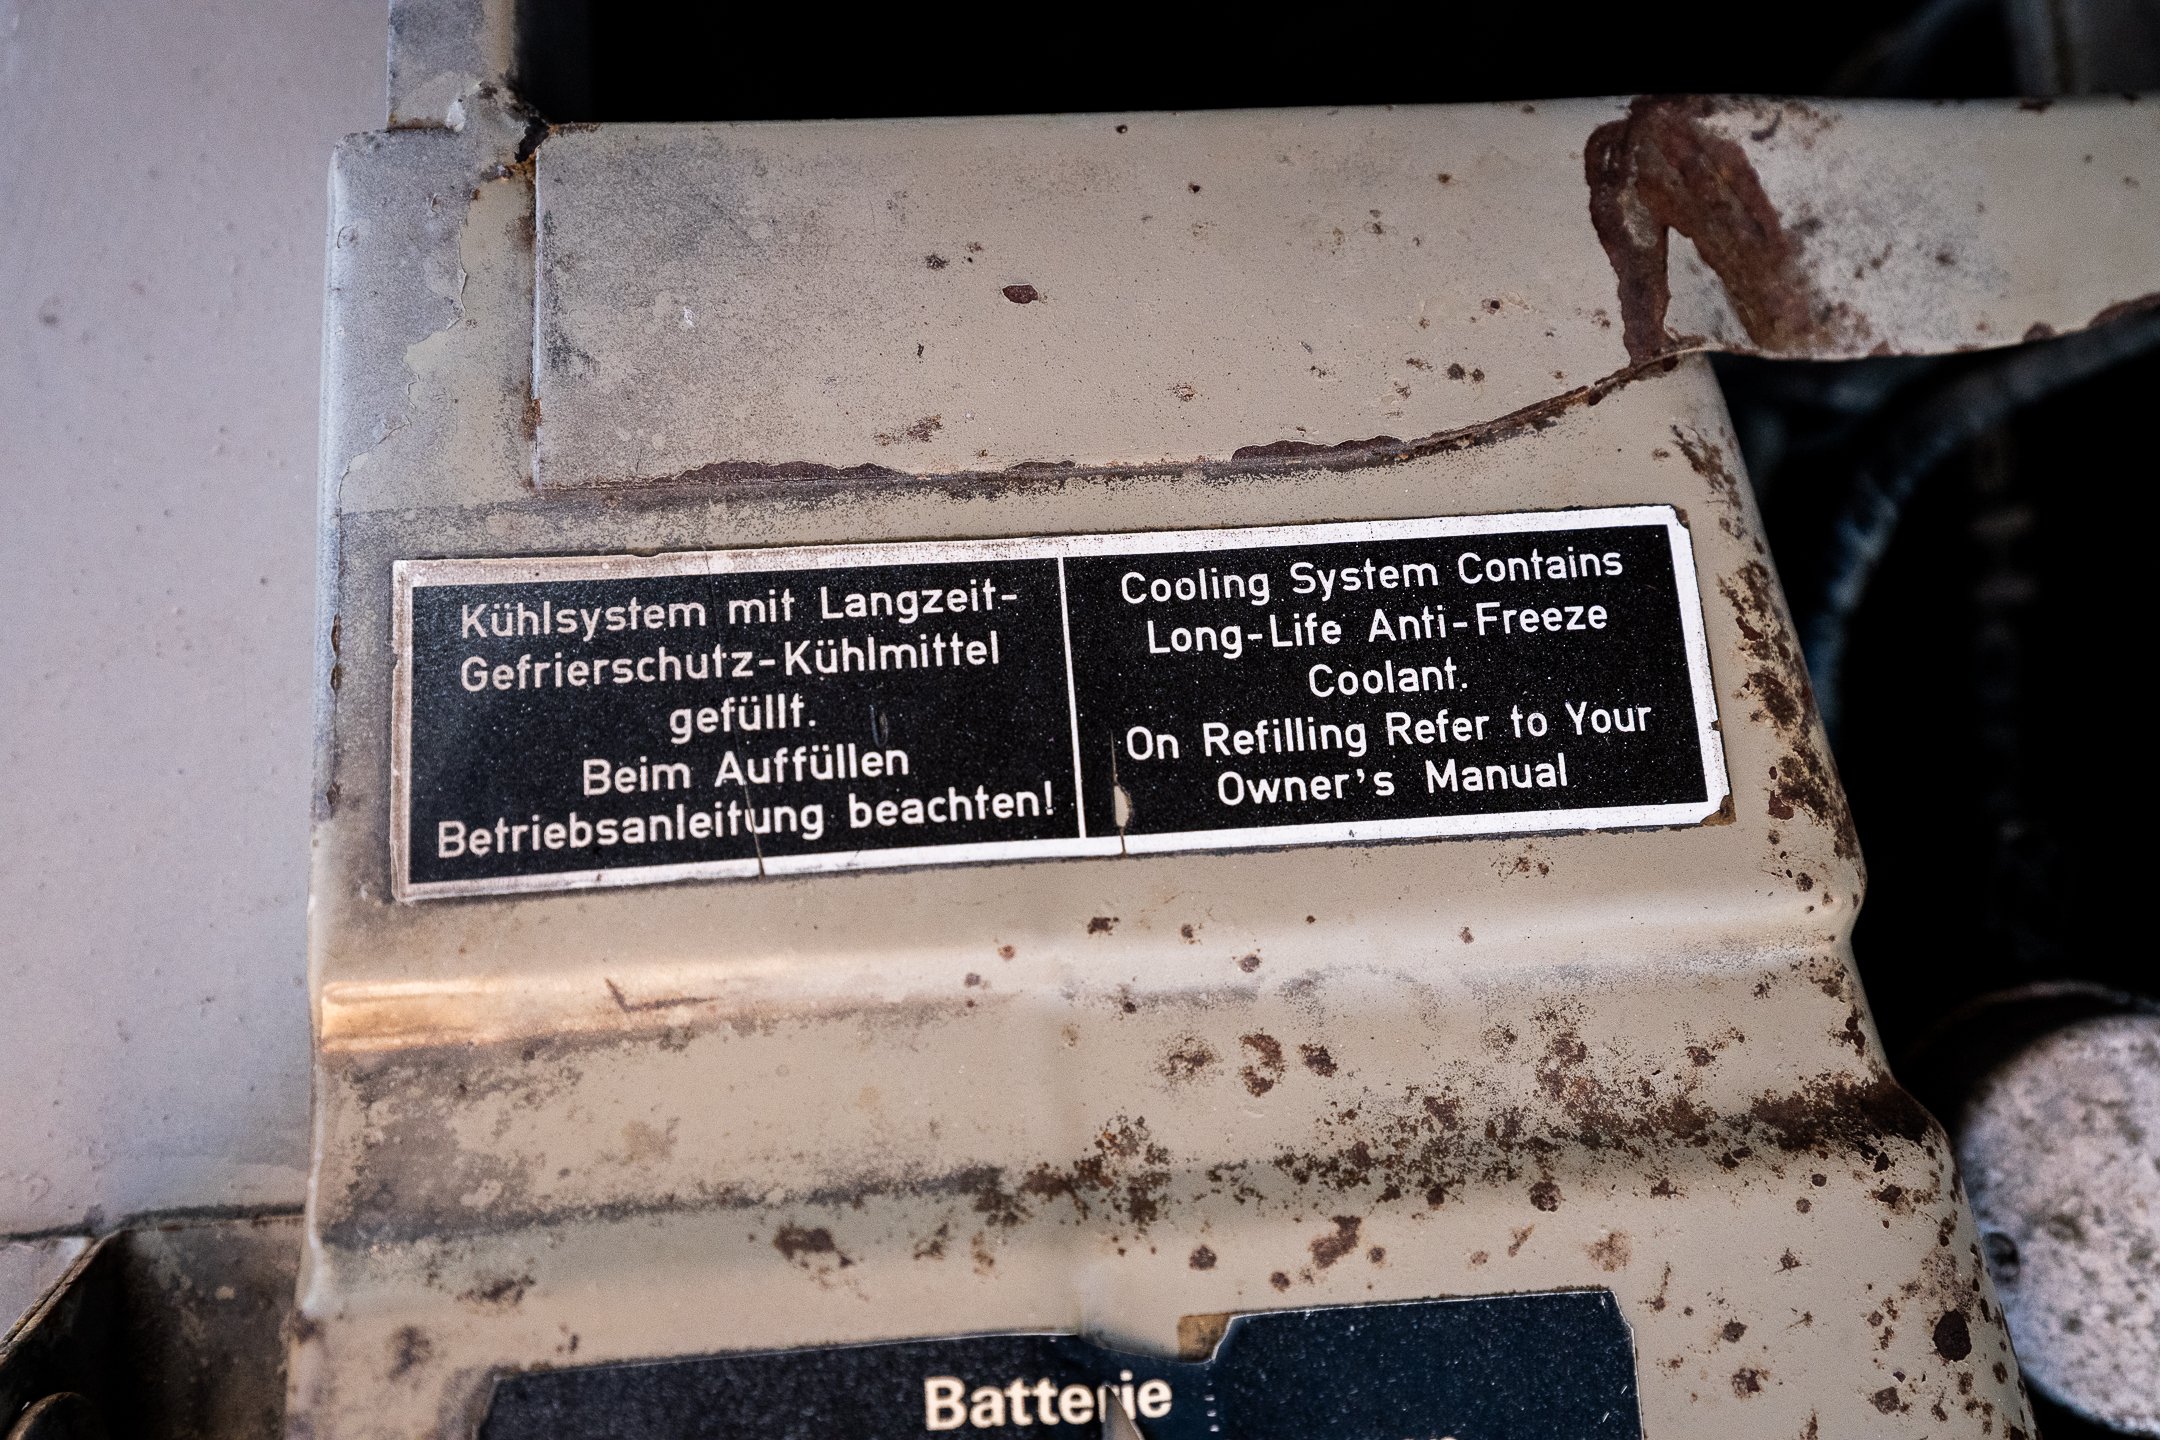 Kühlsystem mit Langzeit-
Gefrierschutz-Kühlmittel
gefüllt.
Beim Auffüllen
Betriebsanleitung beachten!
Cooling System Contains
Long-Life Anti-Freeze
Coolant.
On Refilling Refer to Your
Owner's Manual
Batterie